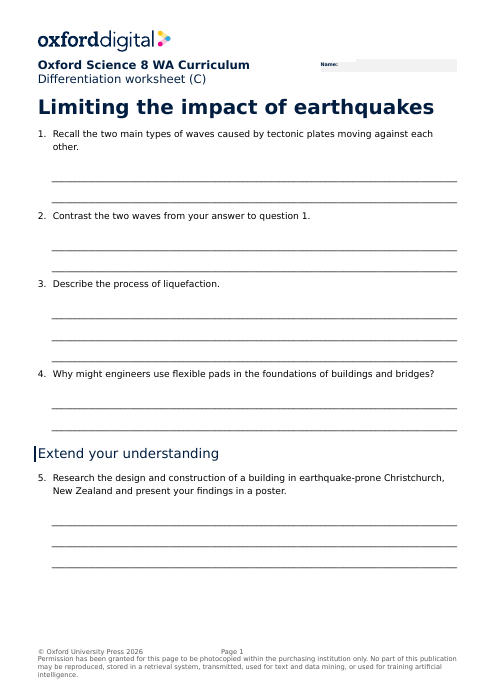 oxforddigital
Oxford Science 8 WA Curriculum
Name:
Differentiation worksheet (C)
Limiting the impact of earthquakes
1. Recall the two main types of waves caused by tectonic plates moving against each
other.
2. Contrast the two waves from your answer to question 1.
3. Describe the process of liquefaction.
4. Why might engineers use flexible pads in the foundations of buildings and bridges?
Extend your understanding
5. Research the design and construction of a building in earthquake-prone Christchurch,
New Zealand and present your findings in a poster.
© Oxford University Press 2026 Page 1
Permission has been granted for this page to be photocopied within the purchasing institution only. No part of this publication
may be reproduced, stored in a retrieval system, transmitted, used for text and data mining, or used for training artificial
intelligence.